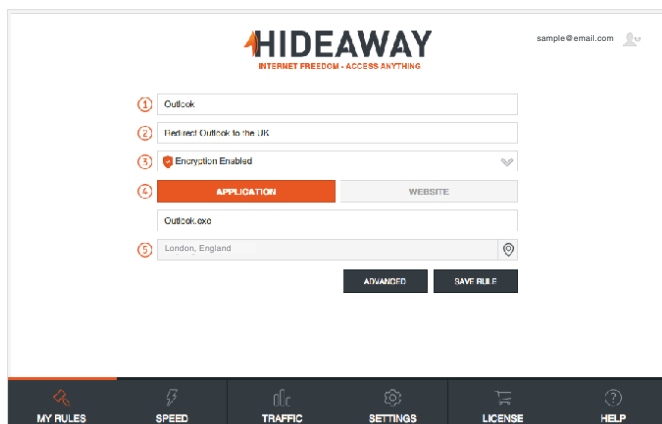 HIDEAWAY
INTERNET FREEDOM - ACCESS ANYTHING
sample@email.com
1 Outlook
2 Redirect Outlook to the UK
3 Encryption Enabled
4 APPLICATION WEBSITE
Outlook.exe
5 London, England
ADVANCED SAVE RULE
MY RULES SPEED TRAFFIC SETTINGS LICENSE HELP